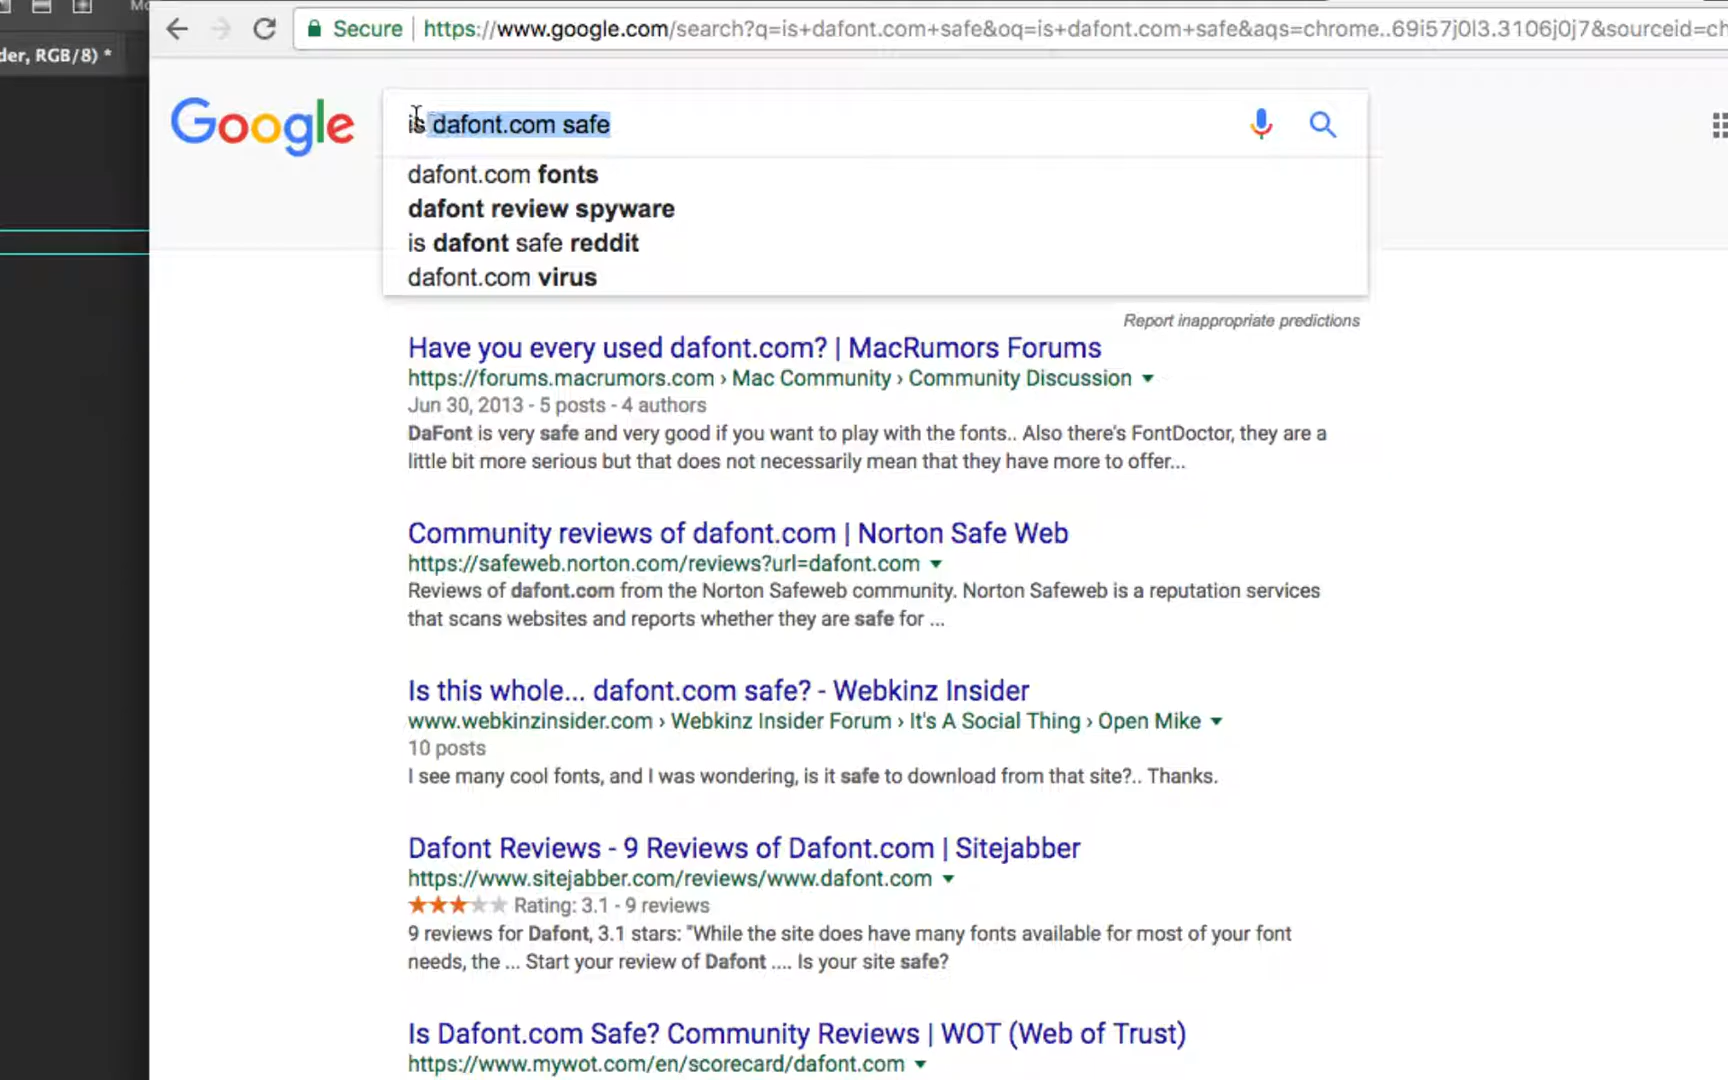 Mo
der, RGB/8) *
Secure https://www.google.com/search?q=is+dafont.com+safe&oq=is+dafont.com+safe&aqs=chrome..69i57j0l3.3106j0j7&sourceid=ch
Google
is dafont.com safe
dafont.com fonts
dafont review spyware
is dafont safe reddit
dafont.com virus
Report inappropriate predictions
Have you every used dafont.com? | MacRumors Forums
https://forums.macrumors.com › Mac Community › Community Discussion
Jun 30, 2013 - 5 posts - 4 authors
DaFont is very safe and very good if you want to play with the fonts.. Also there's FontDoctor, they are a
little bit more serious but that does not necessarily mean that they have more to offer...
Community reviews of dafont.com | Norton Safe Web
https://safeweb.norton.com/reviews?url=dafont.com
Reviews of dafont.com from the Norton Safeweb community. Norton Safeweb is a reputation services
that scans websites and reports whether they are safe for ...
Is this whole... dafont.com safe? - Webkinz Insider
www.webkinzinsider.com › Webkinz Insider Forum › It's A Social Thing › Open Mike
10 posts
I see many cool fonts, and I was wondering, is it safe to download from that site?.. Thanks.
Dafont Reviews - 9 Reviews of Dafont.com | Sitejabber
https://www.sitejabber.com/reviews/www.dafont.com
Rating: 3.1 - 9 reviews
9 reviews for Dafont, 3.1 stars: "While the site does have many fonts available for most of your font
needs, the ... Start your review of Dafont .... Is your site safe?
Is Dafont.com Safe? Community Reviews | WOT (Web of Trust)
https://www.mywot.com/en/scorecard/dafont.com